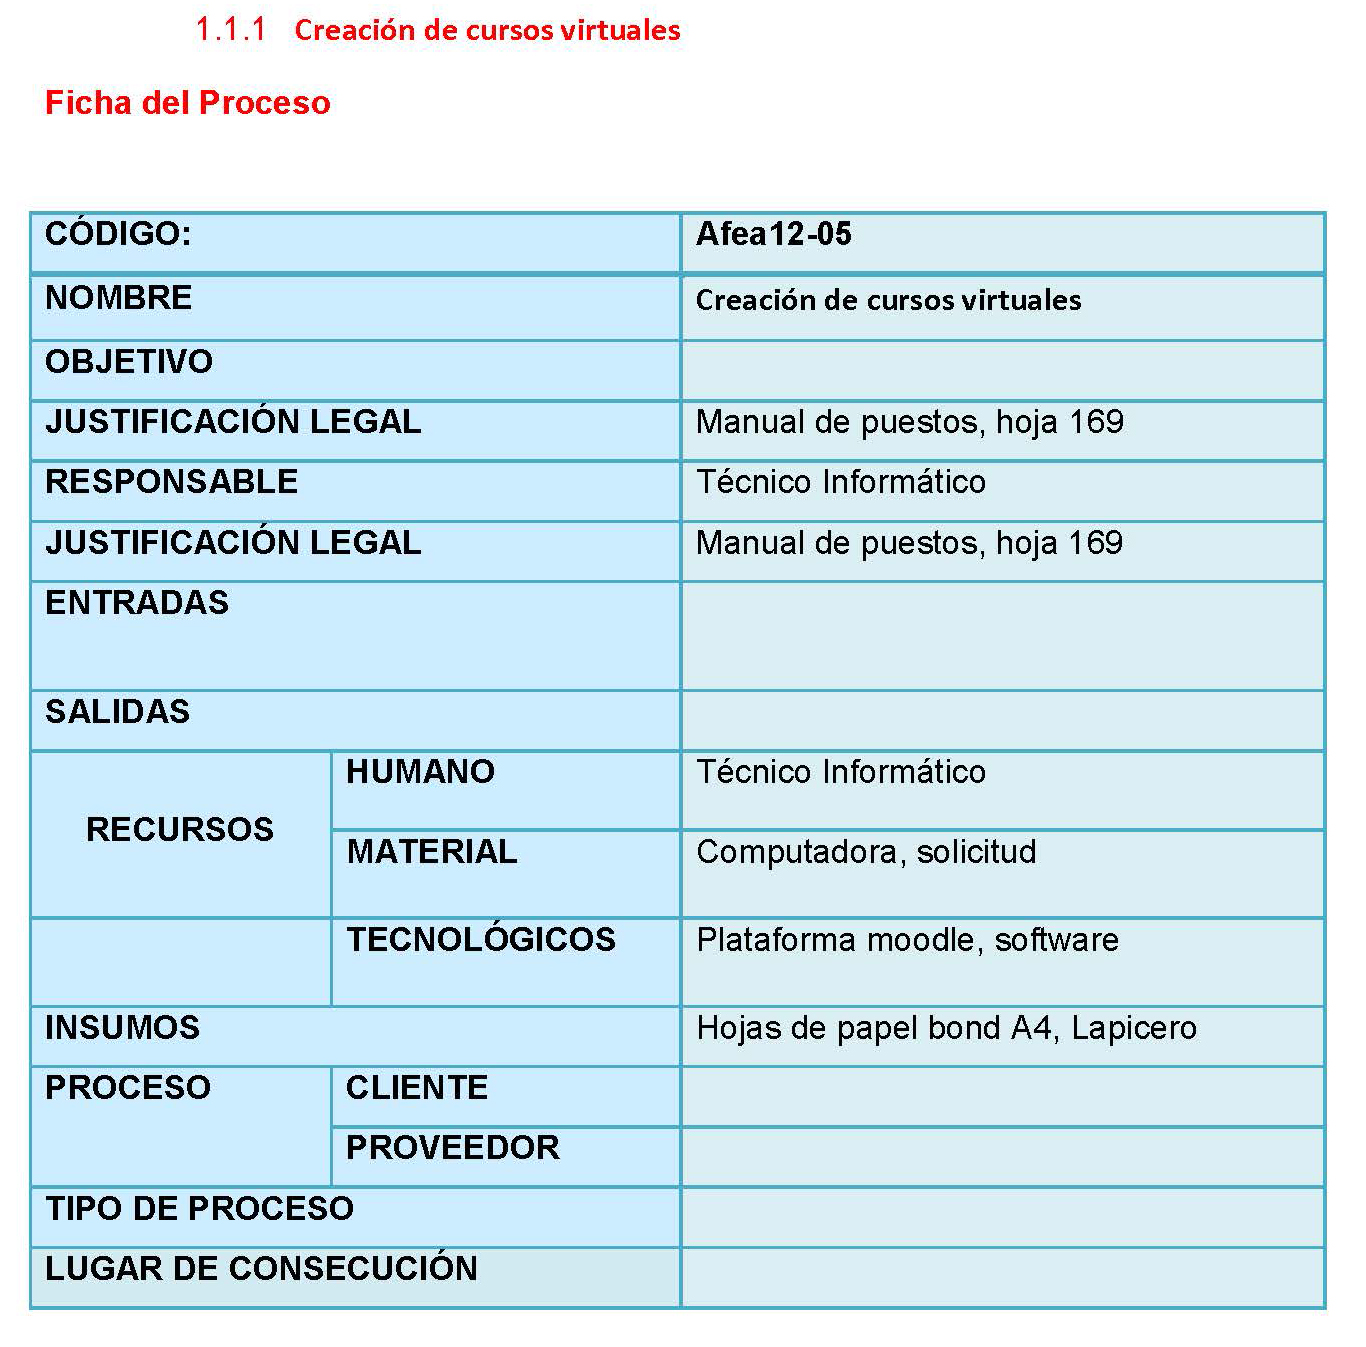 1.1.1 Creación de cursos virtuales
Ficha del Proceso
CÓDIGO: Afea12-05
NOMBRE Creación de cursos virtuales
OBJETIVO
JUSTIFICACIÓN LEGAL Manual de puestos, hoja 169
RESPONSABLE Técnico Informático
JUSTIFICACIÓN LEGAL Manual de puestos, hoja 169
ENTRADAS
SALIDAS
RECURSOS
HUMANO Técnico Informático
MATERIAL Computadora, solicitud
TECNOLÓGICOS Plataforma moodle, software
INSUMOS Hojas de papel bond A4, Lapicero
PROCESO CLIENTE
PROVEEDOR
TIPO DE PROCESO
LUGAR DE CONSECUCIÓN